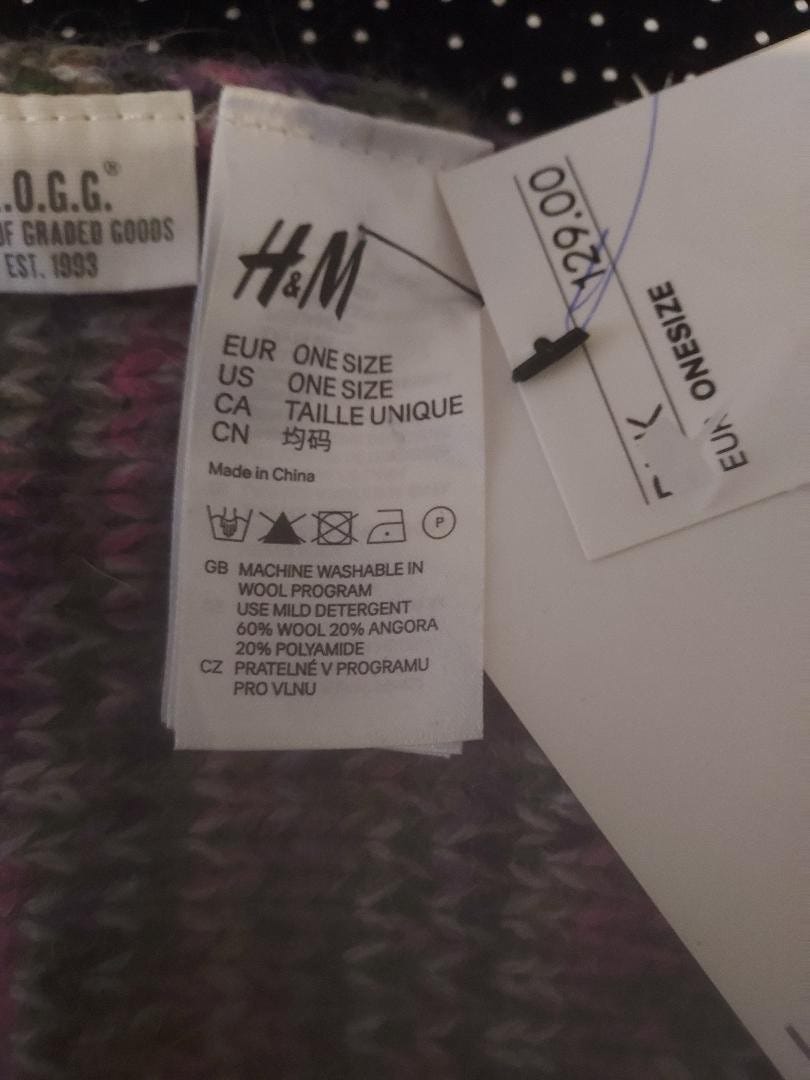 .O.G.G.®
OF GRADED GOODS
EST. 1993
H&M
EUR ONE SIZE
US ONE SIZE
CA TAILLE UNIQUE
CN 均码
Made in China
P
GB MACHINE WASHABLE IN
WOOL PROGRAM
USE MILD DETERGENT
60% WOOL 20% ANGORA
20% POLYAMIDE
CZ PRATELNÉ V PROGRAMU
PRO VLNU
129.00
EUR ONESIZE